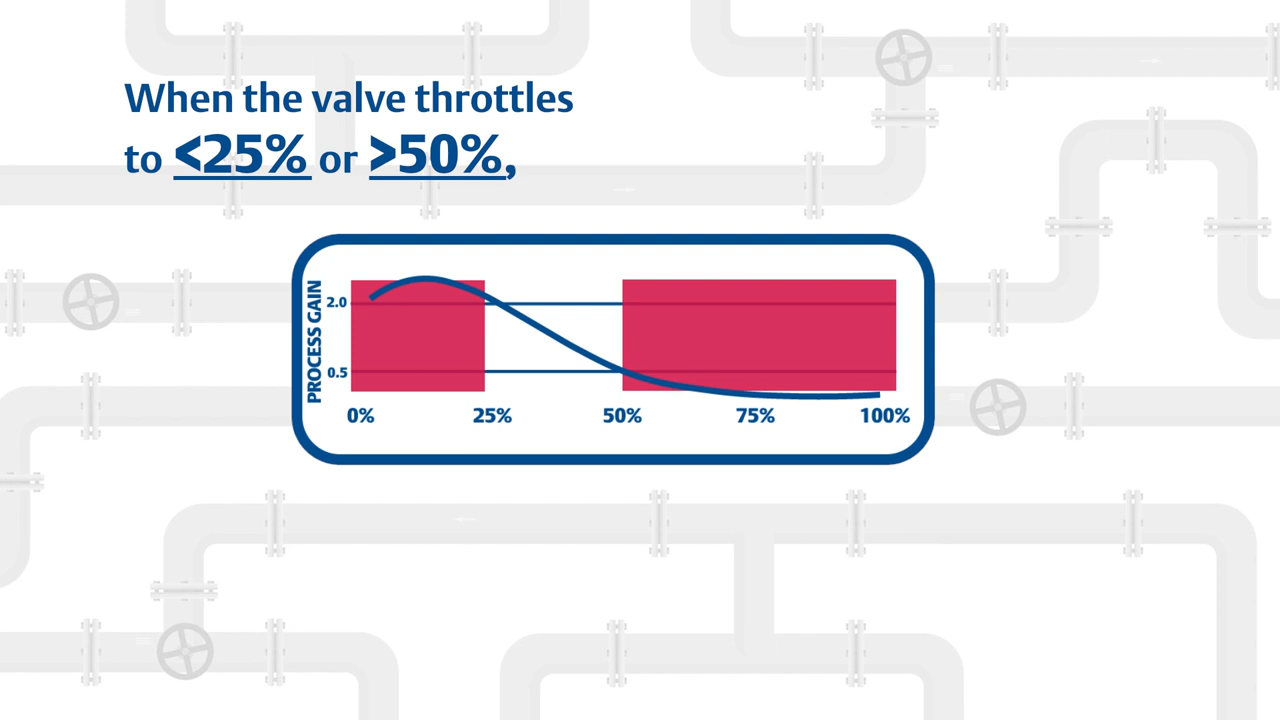 When the valve throttles
to <25% or >50%,
PROCESS GAIN
2.0
0.5
0% 25% 50% 75% 100%